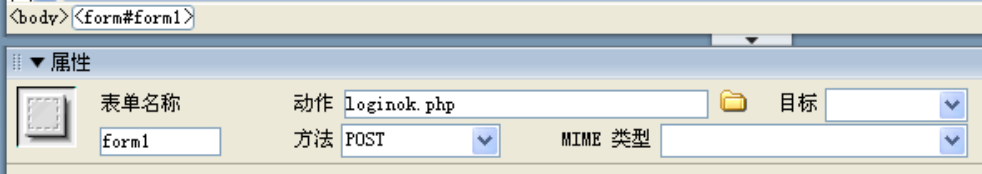 <body><form#form1>
▼属性
表单名称 动作 loginok.php 目标
form1 方法 POST MIME 类型